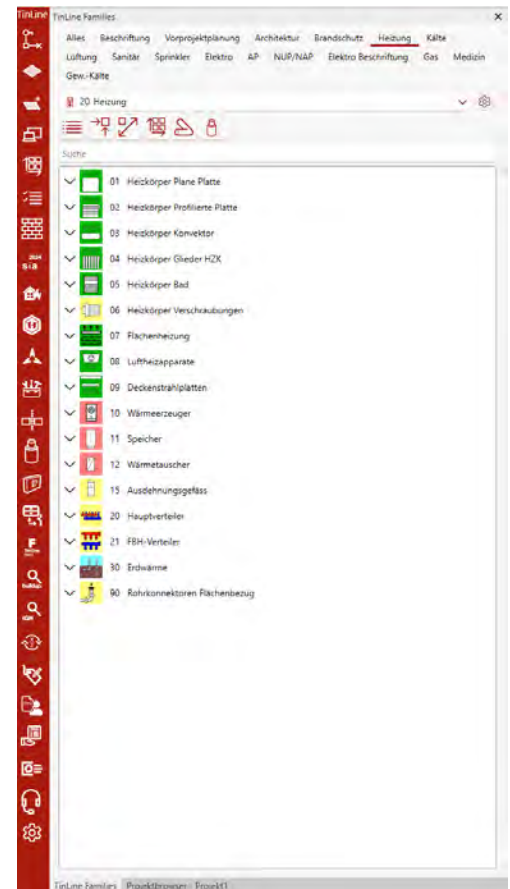 TinLine TinLine Families
Alles Beschriftung Vorprojektplanung Architektur Brandschutz Heizung Kälte
Lüftung Sanitär Sprinkler Elektro AP NUP/NAP Elektro Beschriftung Gas Medizin
Gew.-Kälte
20 Heizung
Suche
01 Heizkörper Plane Platte
02 Heizkörper Profilierte Platte
03 Heizkörper Konvektor
04 Heizkörper Glieder HZK
05 Heizkörper Bad
06 Heizkörper Verschraubungen
07 Flächenheizung
08 Luftheizapparate
09 Deckenstrahlplatten
10 Wärmeerzeuger
11 Speicher
12 Wärmetauscher
15 Ausdehnungsgefäss
20 Hauptverteiler
21 FBH-Verteiler
30 Erdwärme
90 Rohrkonnektoren Flächenbezug
TinLine Families Projektbrowser - Projekt1